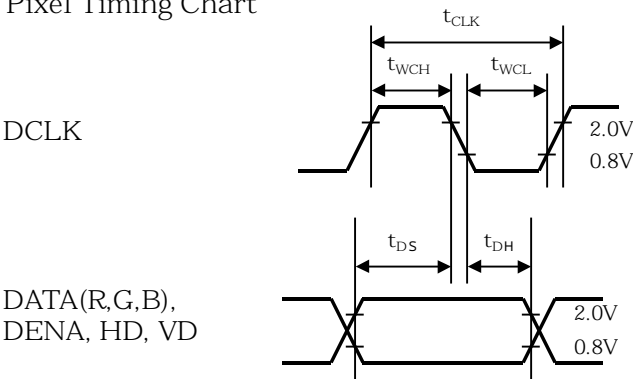 Pixel Timing Chart
tCLK
tWCH
tWCL
DCLK
2.0V
0.8V
tDS
tDH
DATA(R,G,B),
DENA, HD, VD
2.0V
0.8V